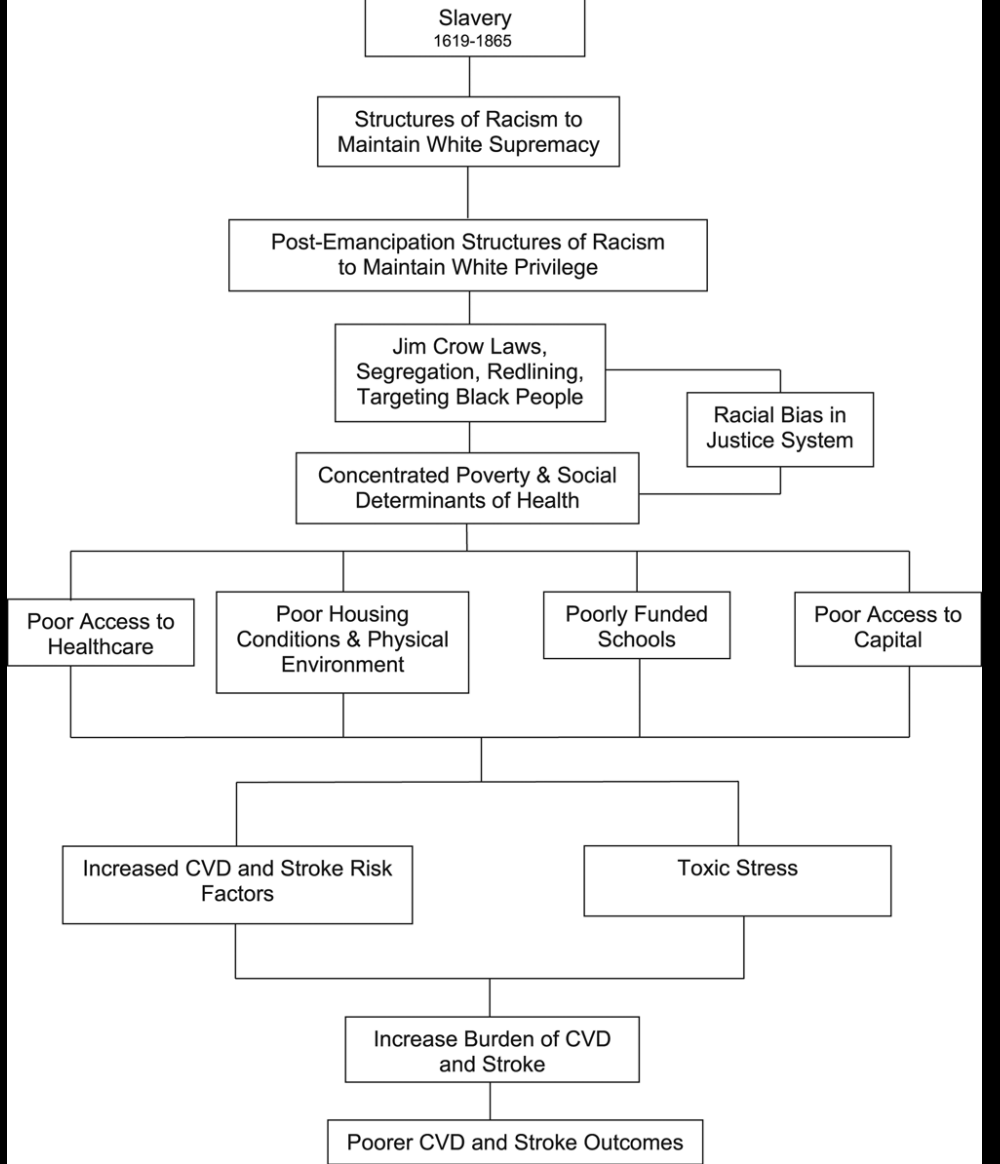 Slavery
1619-1865
Structures of Racism to
Maintain White Supremacy
Post-Emancipation Structures of Racism
to Maintain White Privilege
Jim Crow Laws,
Segregation, Redlining,
Targeting Black People
Racial Bias in
Justice System
Concentrated Poverty & Social
Determinants of Health
Poor Access to
Healthcare
Poor Housing
Conditions & Physical
Environment
Poorly Funded
Schools
Poor Access to
Capital
Increased CVD and Stroke Risk
Factors
Toxic Stress
Increase Burden of CVD
and Stroke
Poorer CVD and Stroke Outcomes